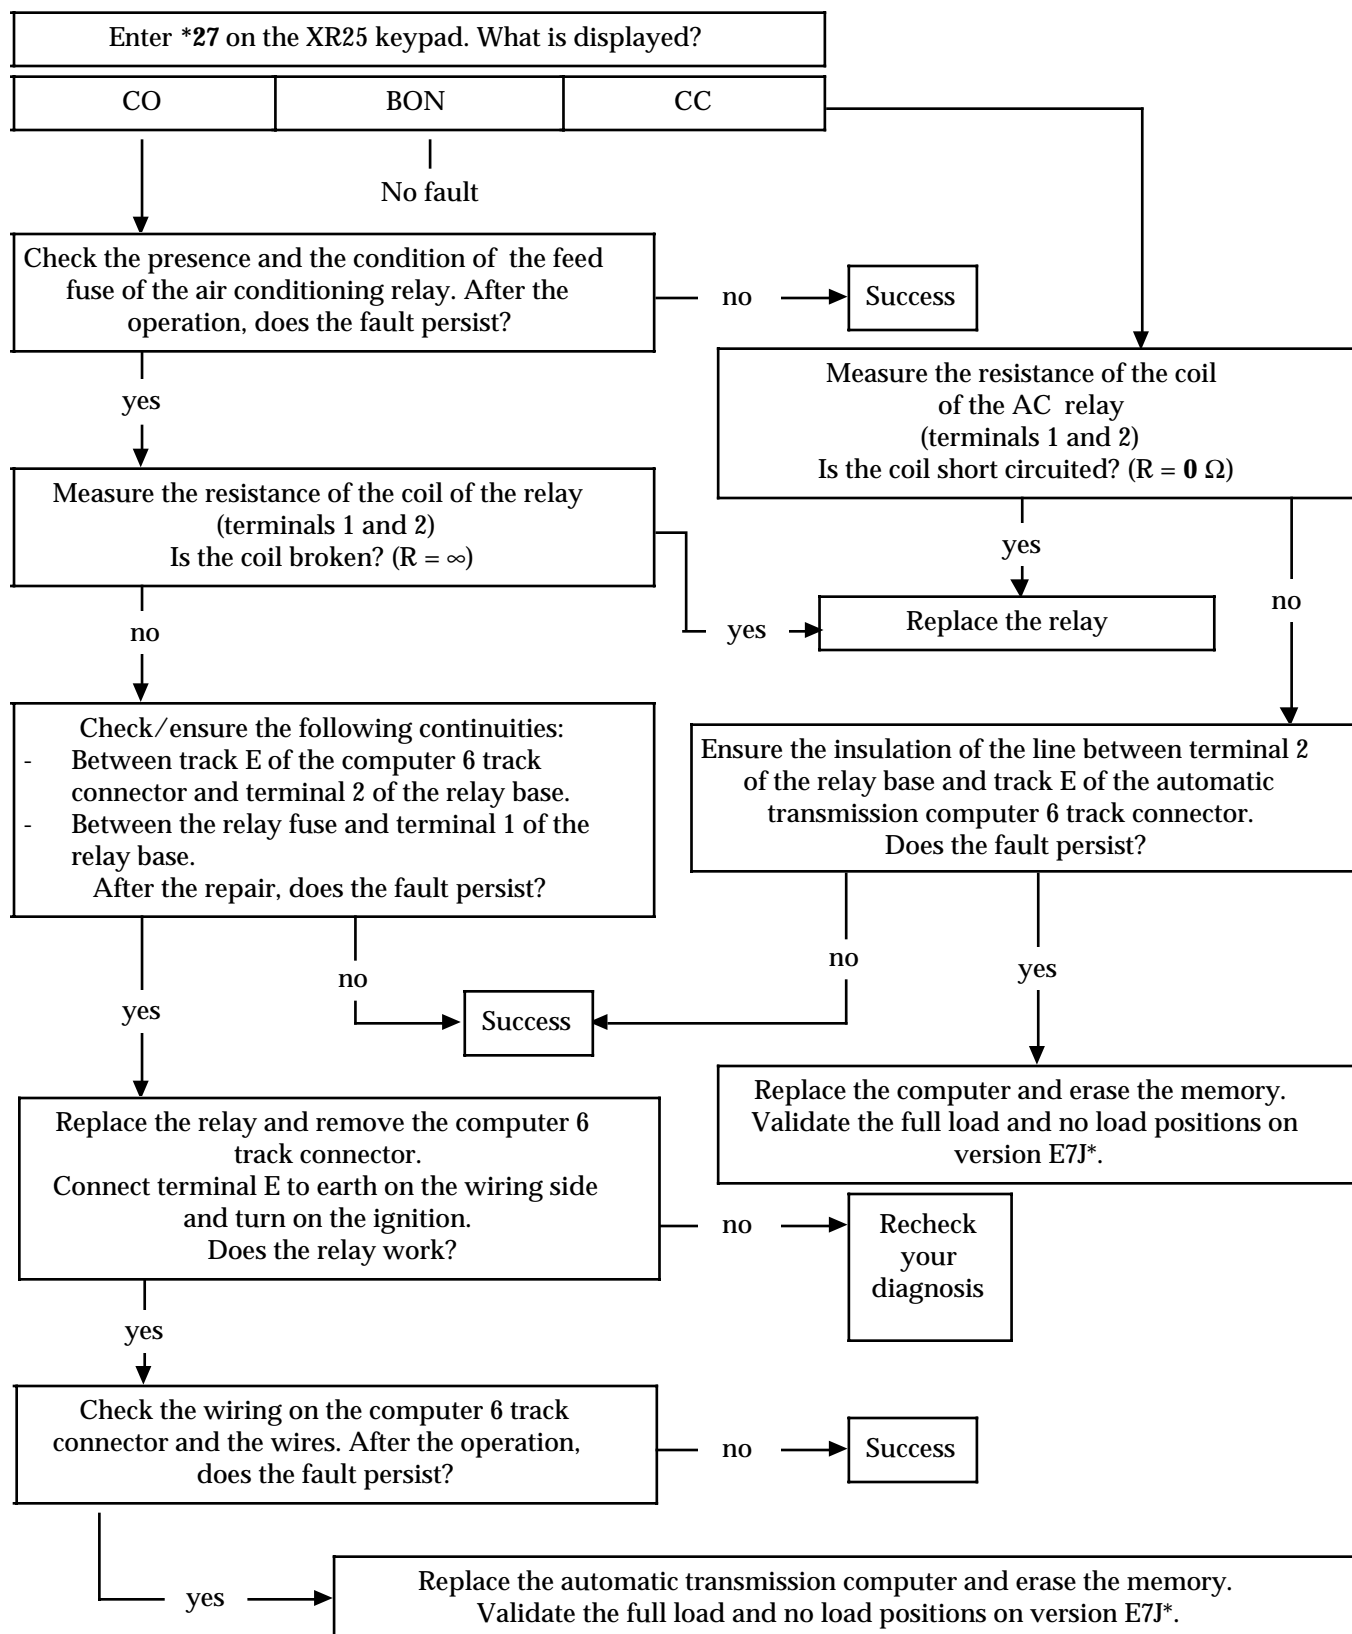 Enter *27 on the XR25 keypad. What is displayed?
CO
BON
CC
No fault
Check the presence and the condition of the feed
fuse of the air conditioning relay. After the
operation, does the fault persist?
no
Success
yes
Measure the resistance of the coil
of the AC relay
(terminals 1 and 2)
Is the coil short circuited? (R = 0 Ω)
Measure the resistance of the coil of the relay
(terminals 1 and 2)
Is the coil broken? (R = ∞)
yes
no
yes
Replace the relay
no
Check/ensure the following continuities:
- Between track E of the computer 6 track
connector and terminal 2 of the relay base.
- Between the relay fuse and terminal 1 of the
relay base.
After the repair, does the fault persist?
Ensure the insulation of the line between terminal 2
of the relay base and track E of the automatic
transmission computer 6 track connector.
Does the fault persist?
no
yes
no
yes
Success
Replace the computer and erase the memory.
Validate the full load and no load positions on
version E7J*.
Replace the relay and remove the computer 6
track connector.
Connect terminal E to earth on the wiring side
and turn on the ignition.
Does the relay work?
no
Recheck
your
diagnosis
yes
Check the wiring on the computer 6 track
connector and the wires. After the operation,
does the fault persist?
no
Success
yes
Replace the automatic transmission computer and erase the memory.
Validate the full load and no load positions on version E7J*.